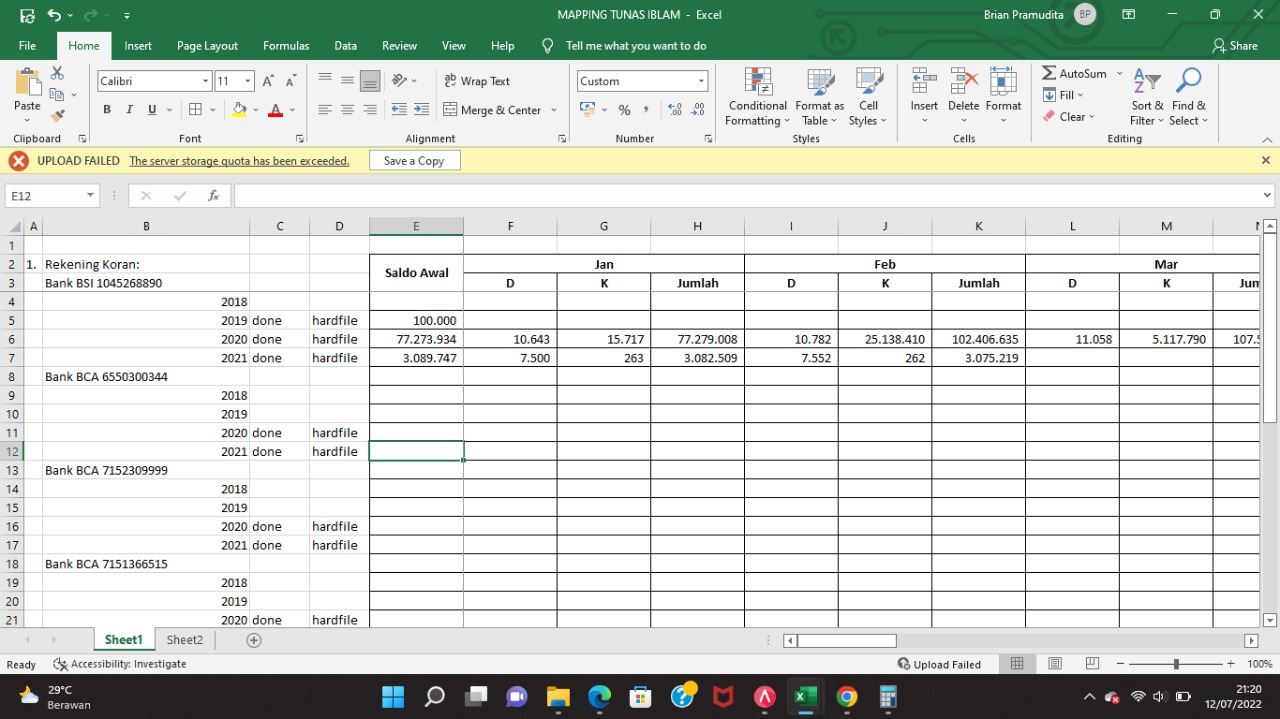 MAPPING TUNAS IBLAM - Excel
Brian Pramudita BP
File Home Insert Page Layout Formulas Data Review View Help Tell me what you want to do Share
Paste Calibri 11 Wrap Text Custom Conditional Formatting Format as Table Cell Styles Insert Delete Format AutoSum Fill Clear Sort & Filter Find & Select
B I U Merge & Center % ,
Clipboard Font Alignment Number Styles Cells Editing
UPLOAD FAILED The server storage quota has been exceeded. Save a Copy
E12 fx
A B C D E F G H I J K L M
1
2 1. Rekening Koran: Saldo Awal Jan Feb Mar
3 Bank BSI 1045268890 D K Jumlah D K Jumlah D K Jum
4 2018
5 2019 done hardfile 100.000
6 2020 done hardfile 77.273.934 10.643 15.717 77.279.008 10.782 25.138.410 102.406.635 11.058 5.117.790 107.5
7 2021 done hardfile 3.089.747 7.500 263 3.082.509 7.552 262 3.075.219
8 Bank BCA 6550300344
9 2018
10 2019
11 2020 done hardfile
12 2021 done hardfile
13 Bank BCA 7152309999
14 2018
15 2019
16 2020 done hardfile
17 2021 done hardfile
18 Bank BCA 7151366515
19 2018
20 2019
21 2020 done hardfile
Sheet1 Sheet2
Ready Accessibility: Investigate Upload Failed 100%
29°C
Berawan
21:20
12/07/2022